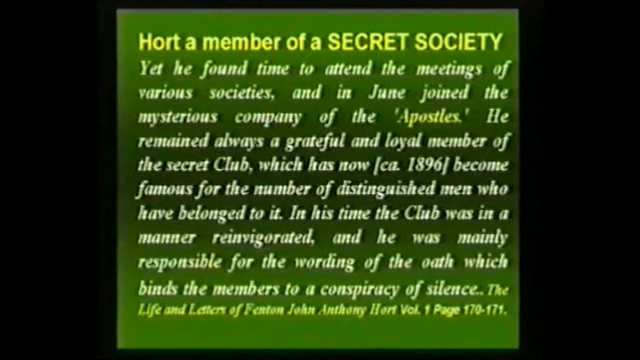 Hort a member of a SECRET SOCIETY
Yet he found time to attend the meetings of
various societies, and in June joined the
mysterious company of the 'Apostles.' He
remained always a grateful and loyal member of
the secret Club, which has now [ca. 1896] become
famous for the number of distinguished men who
have belonged to it. In his time the Club was in a
manner reinvigorated, and he was mainly
responsible for the wording of the oath which
binds the members to a conspiracy of silence.. The
Life and Letters of Fenton John Anthony Hort Vol. 1 Page 170-171.